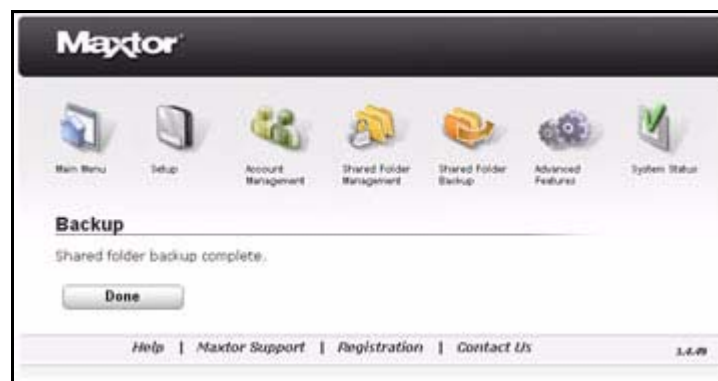 Maxtor
Main Menu
Setup
Account Management
Shared Folder Management
Shared Folder Backup
Advanced Features
System Status
Backup
Shared folder backup complete.
Done
Help | Maxtor Support | Registration | Contact Us